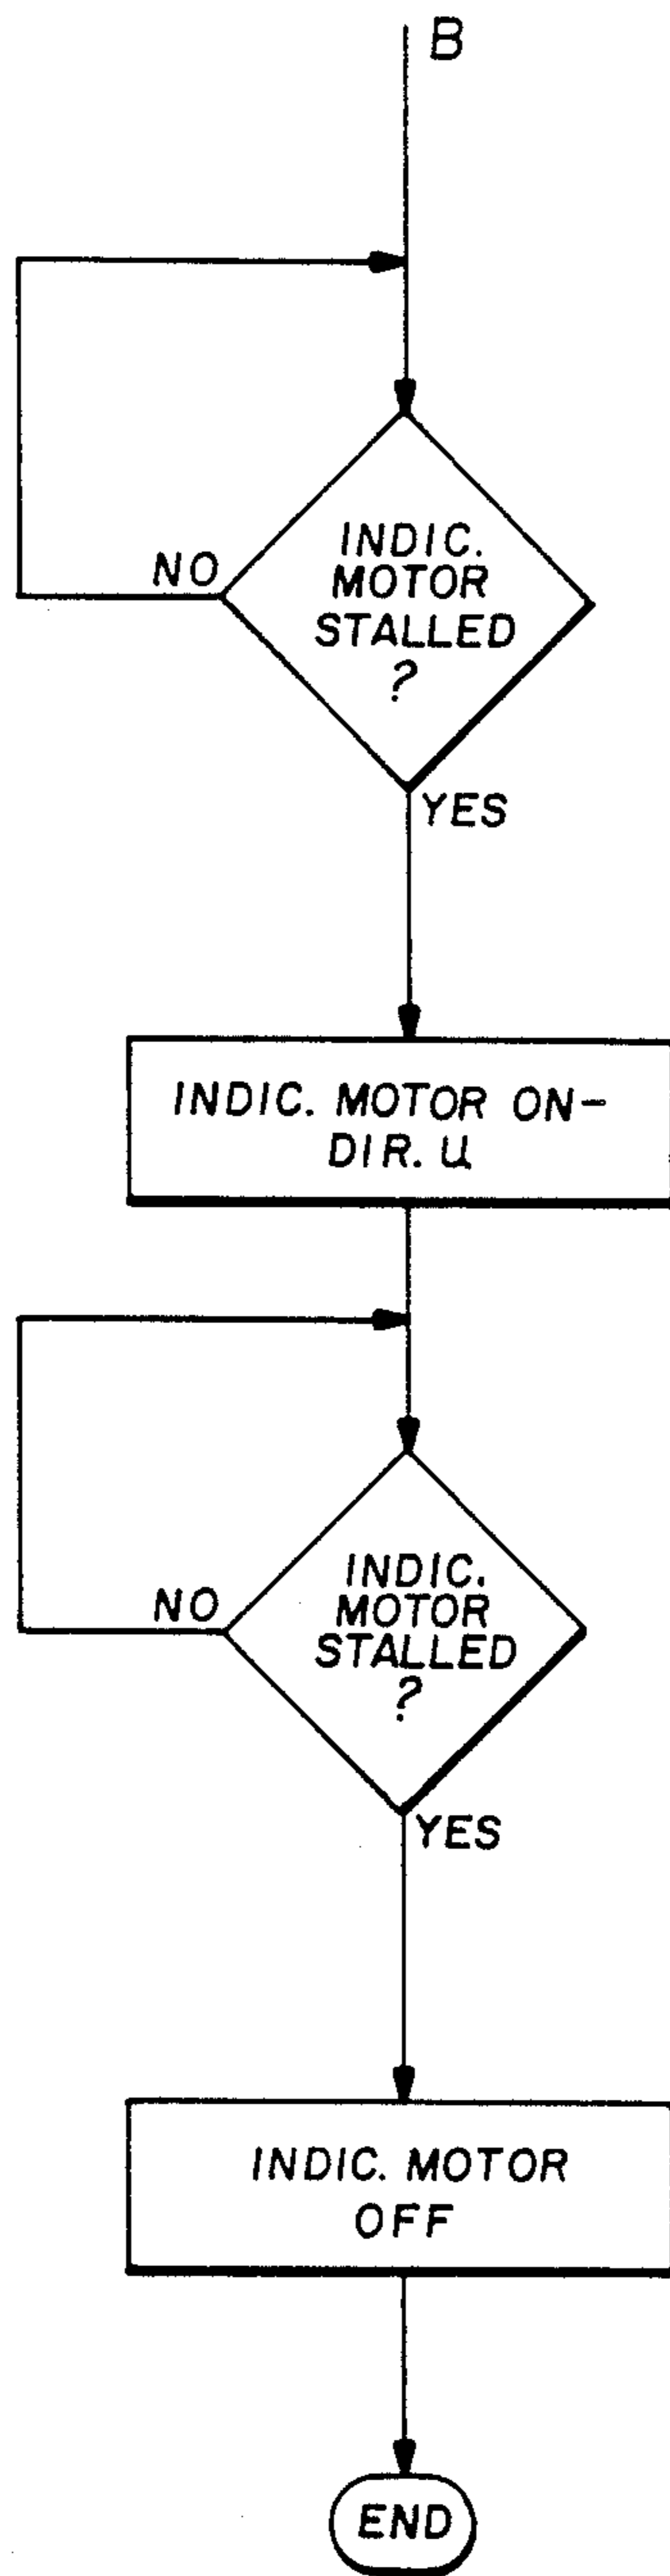 B
INDIC.
MOTOR
STALLED
?
NO
YES
INDIC. MOTOR ON-
DIR. u
INDIC.
MOTOR
STALLED
?
NO
YES
INDIC. MOTOR
OFF
END